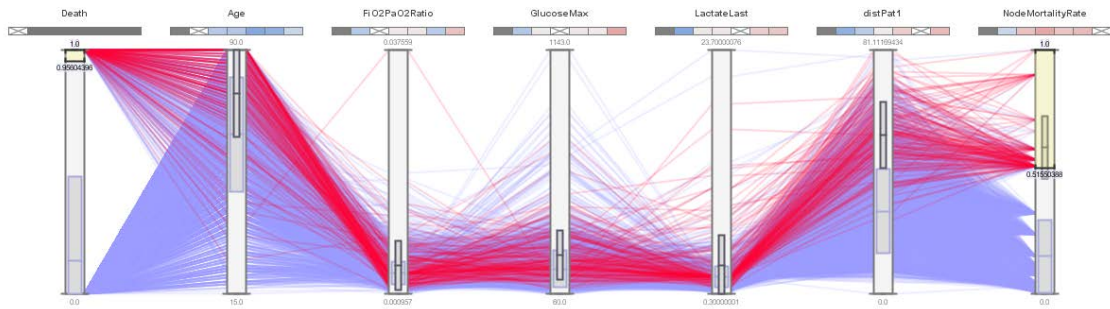 Death Age FiO2PaO2Ratio GlucoseMax LactateLast distPat1 NodeMortalityRate
1.0 90.0 0.037559 1143.0 23.70000076 81.11169434 1.0
0.95604396
0.51550388
0.0 15.0 0.000957 60.0 0.30000001 0.0 0.0